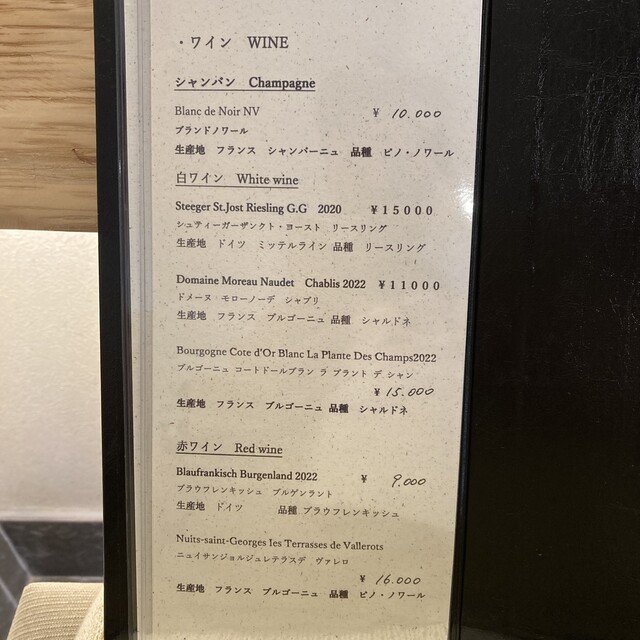 ・ワイン WINE
シャンパン Champagne
Blanc de Noir NV ¥ 10.000
ブランドノワール
生産地 フランス シャンパーニュ 品種 ピノ・ノワール
白ワイン White wine
Steeger St.Jost Riesling G.G 2020 ¥15000
シュティーガーザンクト・ヨースト リースリング
生産地 ドイツ ミッテルライン 品種 リースリング
Domaine Moreau Naudet Chablis 2022 ¥11000
ドメーヌ モローノーデ シャブリ
生産地 フランス ブルゴーニュ 品種 シャルドネ
Bourgogne Cote d'Or Blanc La Plante Des Champs2022
ブルゴーニュ コートドールブラン ラ プラント デ シャン
¥ 15.000
生産地 フランス ブルゴーニュ 品種 シャルドネ
赤ワイン Red wine
Blaufrankisch Burgenland 2022 ¥ 9.000
ブラウフレンキッシュ ブルゲンラント
生産地 ドイツ 品種 ブラウフレンキッシュ
Nuits-saint-Georges Ies Terrasses de Vallerots
ニュイサンジョルジュレテラスデ ヴァレロ
¥ 16.000
生産地 フランス ブルゴーニュ 品種 ピノ・ノワール